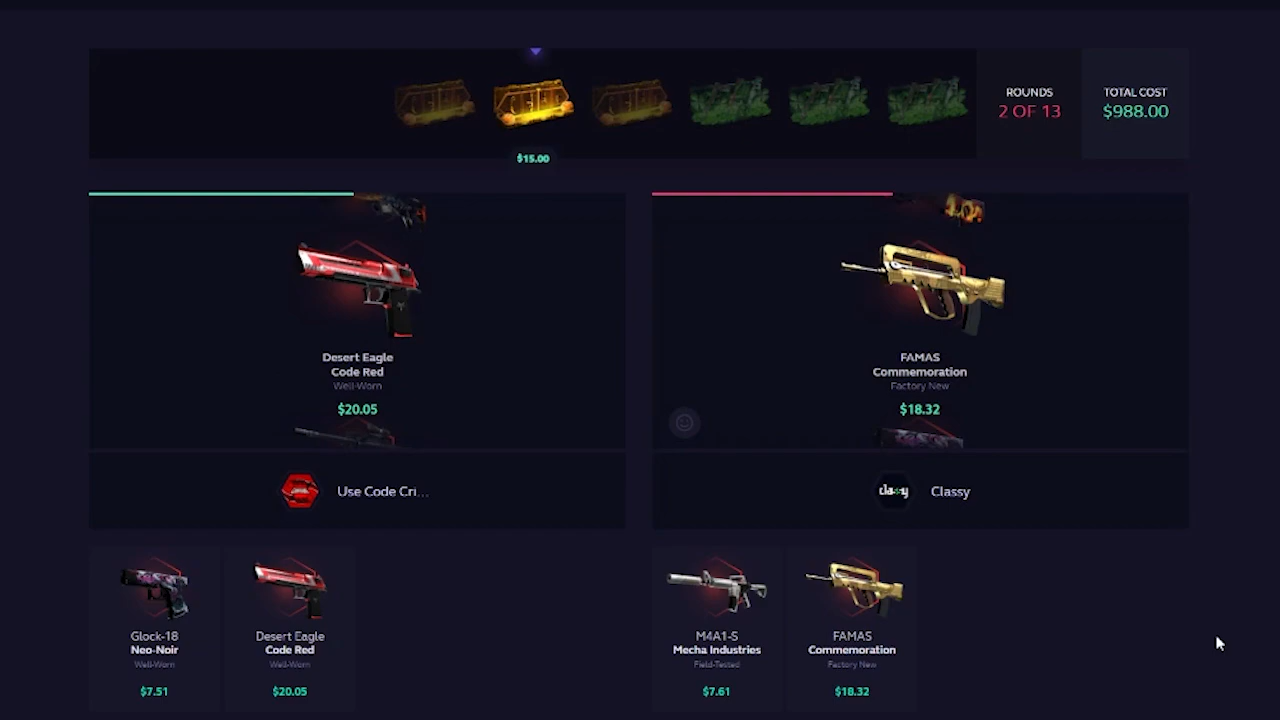 ROUNDS
2 OF 13
TOTAL COST
$988.00
$15.00
Desert Eagle
Code Red
Well-Worn
$20.05
FAMAS
Commemoration
Factory New
$18.32
Use Code Cri...
classy
Classy
Glock-18
Neo-Noir
Well-Worn
$7.51
Desert Eagle
Code Red
Well-Worn
$20.05
M4A1-S
Mecha Industries
Field-Tested
$7.61
FAMAS
Commemoration
Factory New
$18.32